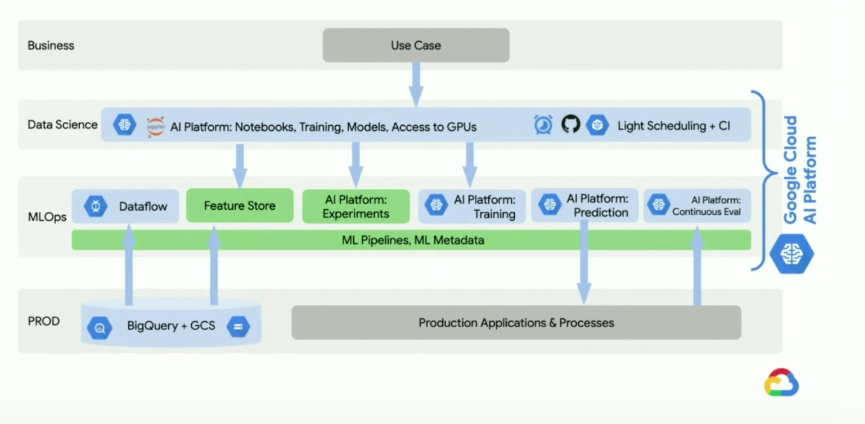 Business
Use Case
Data Science
jupyter
AI Platform: Notebooks, Training, Models, Access to GPUs
Light Scheduling + CI
MLOps
Dataflow
Feature Store
AI Platform:
Experiments
AI Platform:
Training
AI Platform:
Prediction
AI Platform:
Continuous Eval
ML Pipelines, ML Metadata
PROD
BigQuery + GCS
Production Applications & Processes
Google Cloud
AI Platform